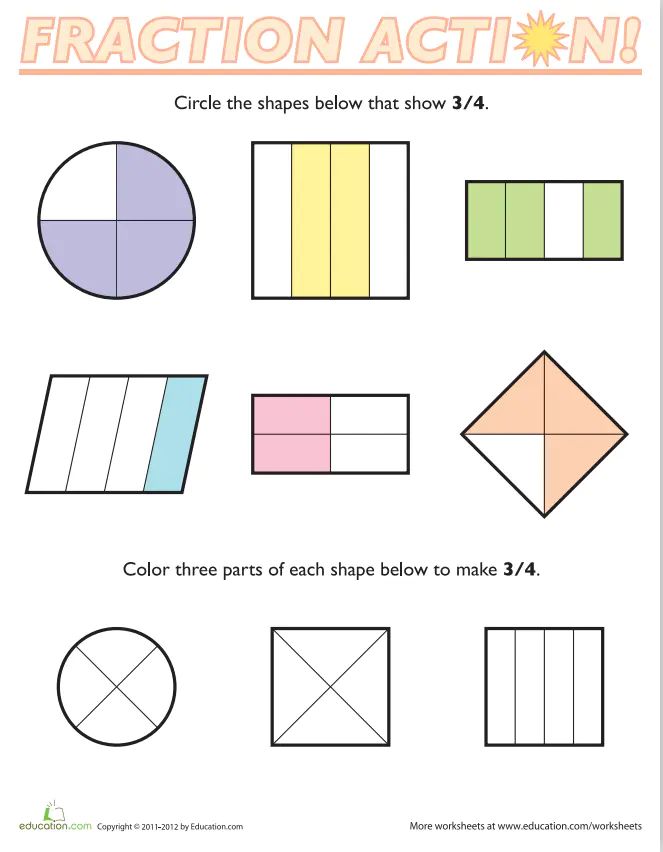 FRACTION ACTION!
Circle the shapes below that show 3/4.
Color three parts of each shape below to make 3/4.
education.com Copyright © 2011-2012 by Education.com
More worksheets at www.education.com/worksheets